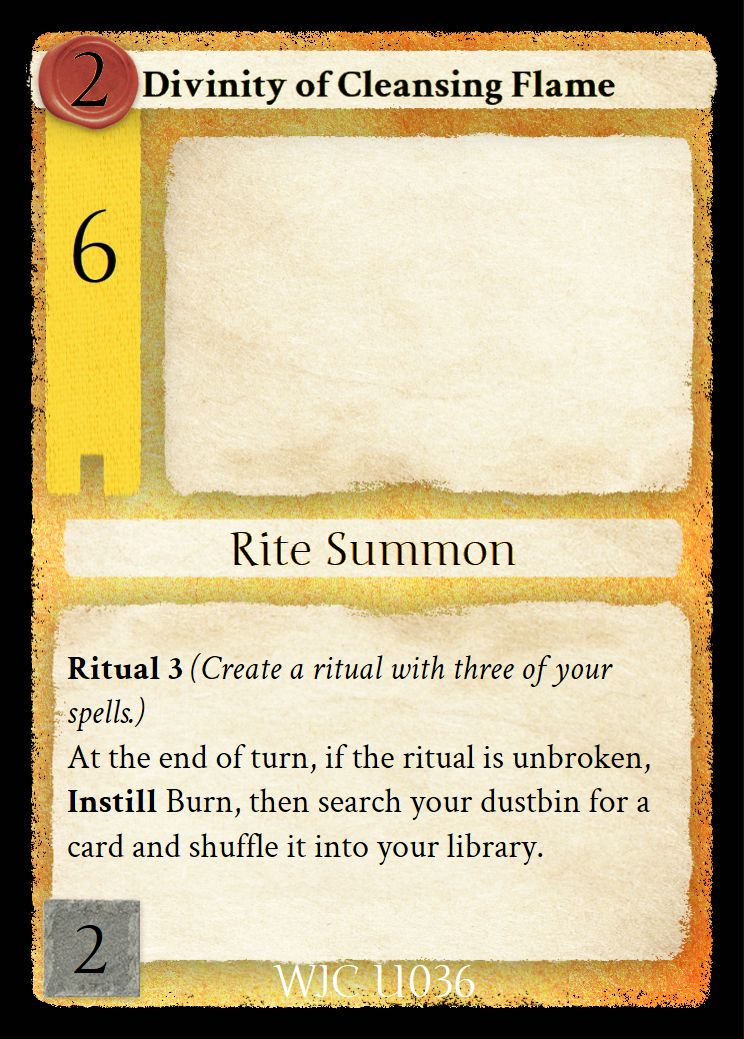 2
Divinity of Cleansing Flame
6
Rite Summon
Ritual 3 (Create a ritual with three of your
spells.)
At the end of turn, if the ritual is unbroken,
Instill Burn, then search your dustbin for a
card and shuffle it into your library.
2
WJC U036